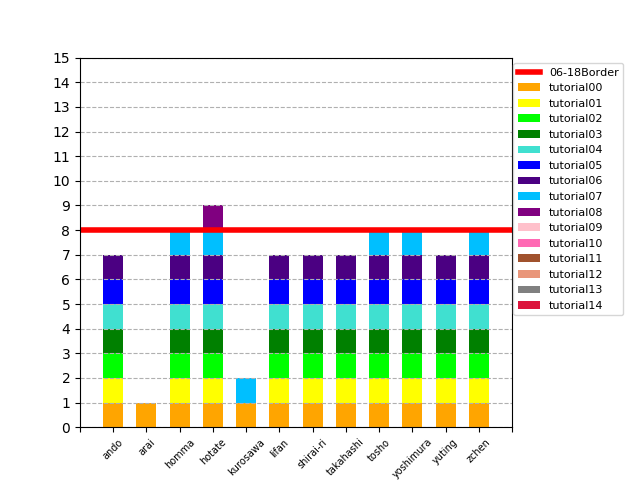 15
14
13
12
11
10
9
8
7
6
5
4
3
2
1
0
ando
arai
homma
hotate
kurosawa
lifan
shirai-ri
takahashi
tosho
yoshimura
yuting
zchen
06-18Border
tutorial00
tutorial01
tutorial02
tutorial03
tutorial04
tutorial05
tutorial06
tutorial07
tutorial08
tutorial09
tutorial10
tutorial11
tutorial12
tutorial13
tutorial14